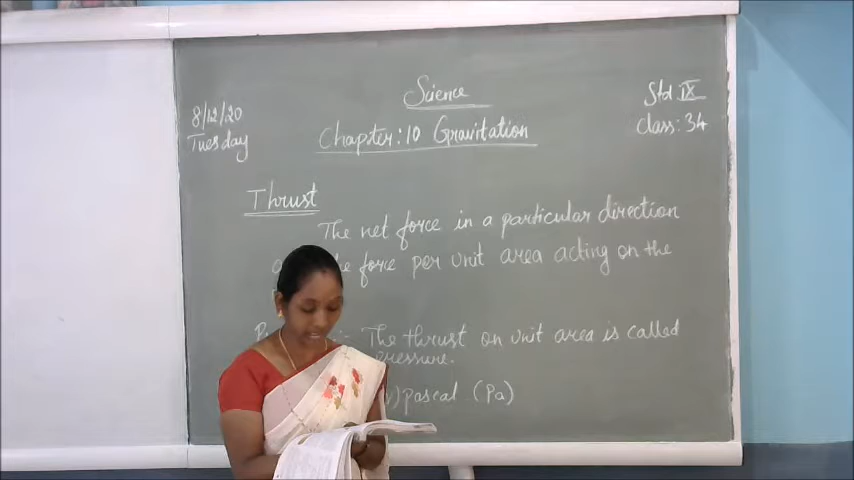 Science
8/12/20
Tuesday
Std: IX
Chapter: 10 Gravitation
Class: 34
Thrust
The net force in a particular direction
force per unit area acting on the
The thrust on unit area is called
pressure.
pascal (Pa)